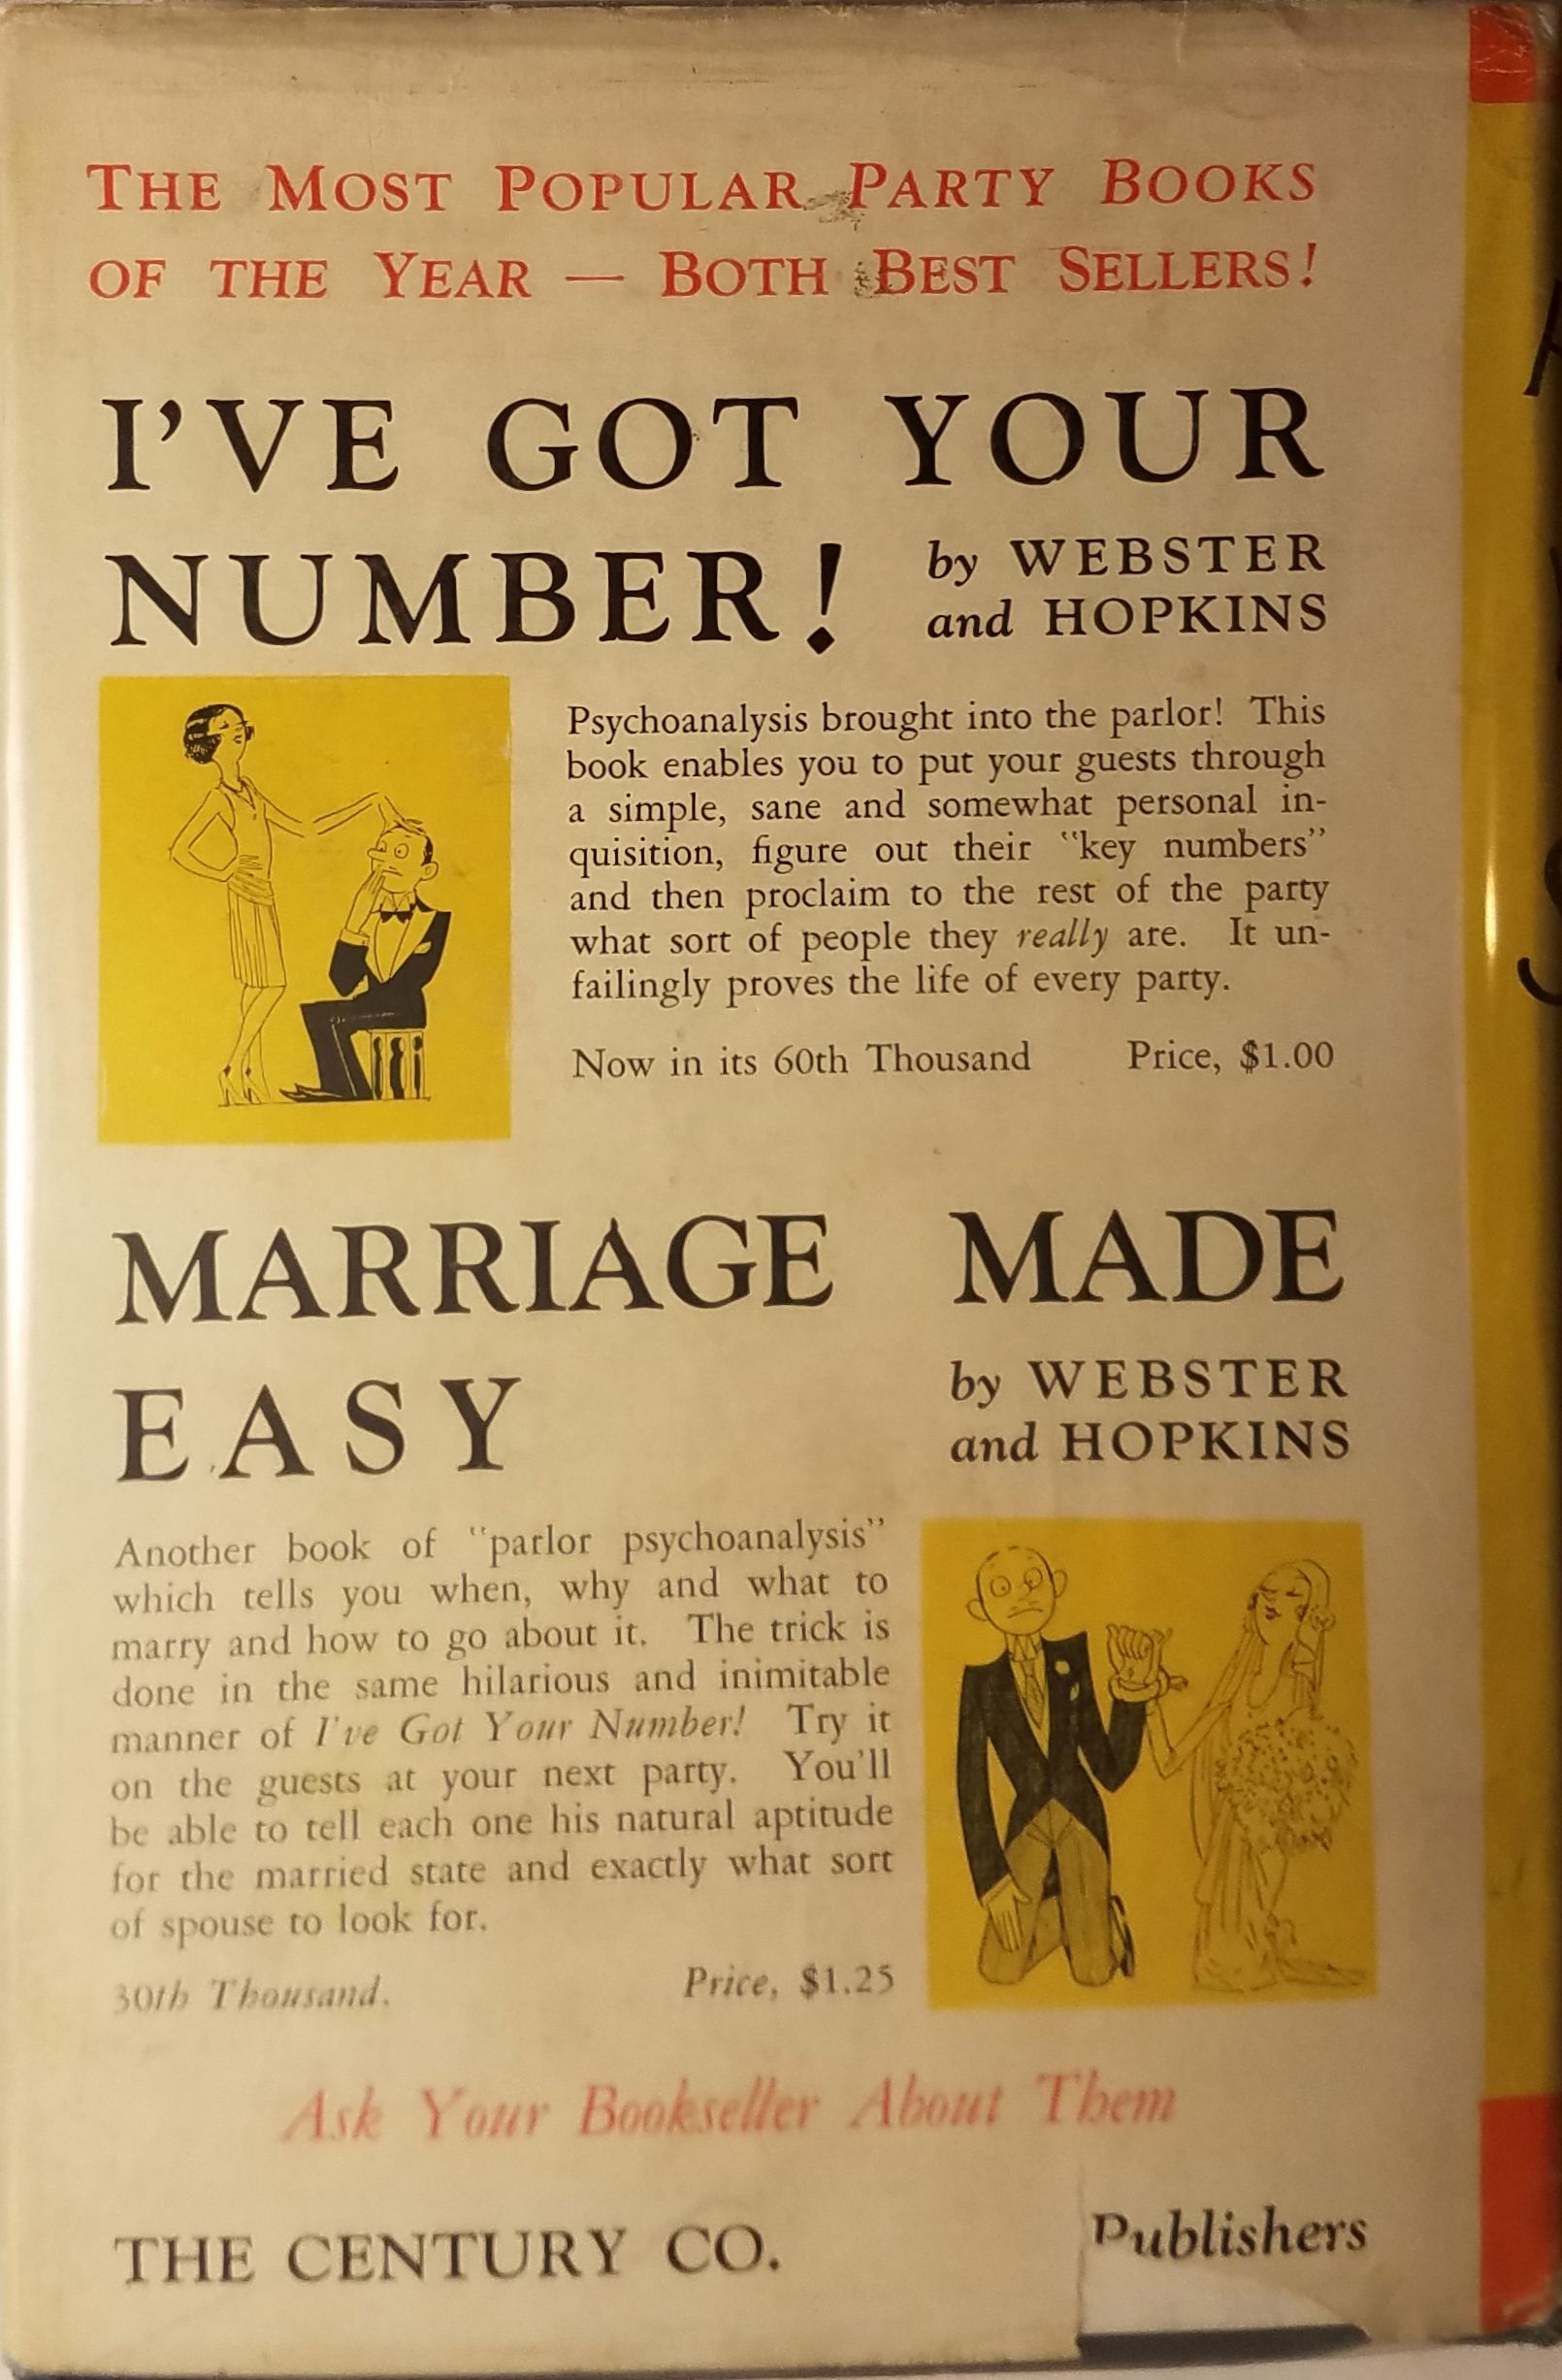 THE MOST POPULAR PARTY BOOKS
OF THE YEAR — BOTH BEST SELLERS!
I'VE GOT YOUR
NUMBER! by WEBSTER
and HOPKINS
Psychoanalysis brought into the parlor! This
book enables you to put your guests through
a simple, sane and somewhat personal in-
quisition, figure out their "key numbers"
and then proclaim to the rest of the party
what sort of people they really are. It un-
failingly proves the life of every party.
Now in its 60th Thousand Price, $1.00
MARRIAGE MADE
EASY by WEBSTER
and HOPKINS
Another book of "parlor psychoanalysis"
which tells you when, why and what to
marry and how to go about it. The trick is
done in the same hilarious and inimitable
manner of I've Got Your Number! Try it
on the guests at your next party. You'll
be able to tell each one his natural aptitude
for the married state and exactly what sort
of spouse to look for.
30th Thousand. Price, $1.25
Ask Your Bookseller About Them
THE CENTURY CO. Publishers